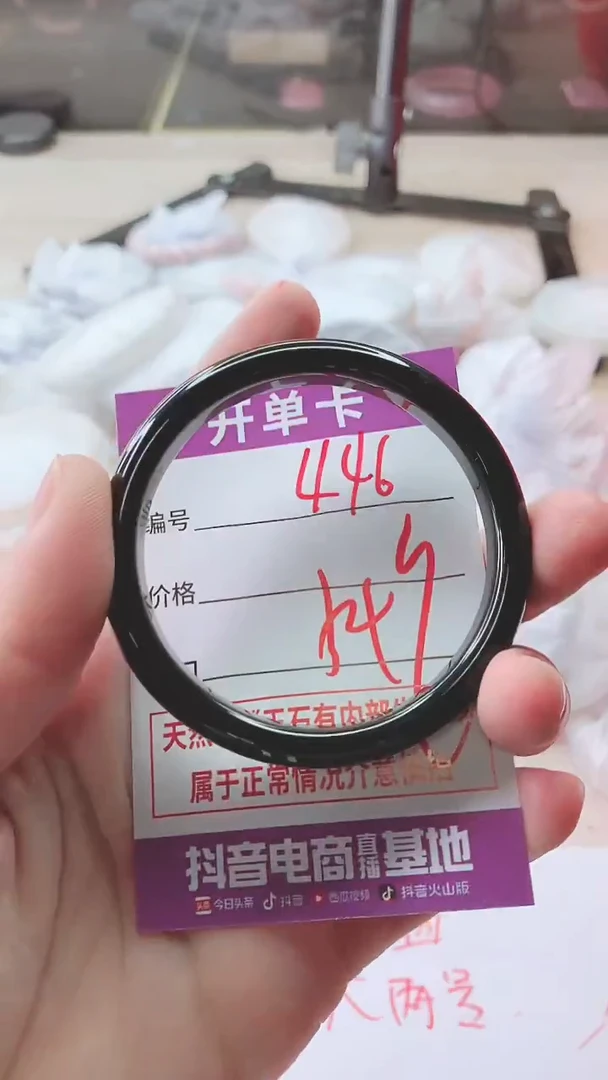 开单卡
编号 446
价格
属于正常情况介意慎拍
抖音电商直播基地
今日头条 抖音 西瓜视频 抖音火山版
两号